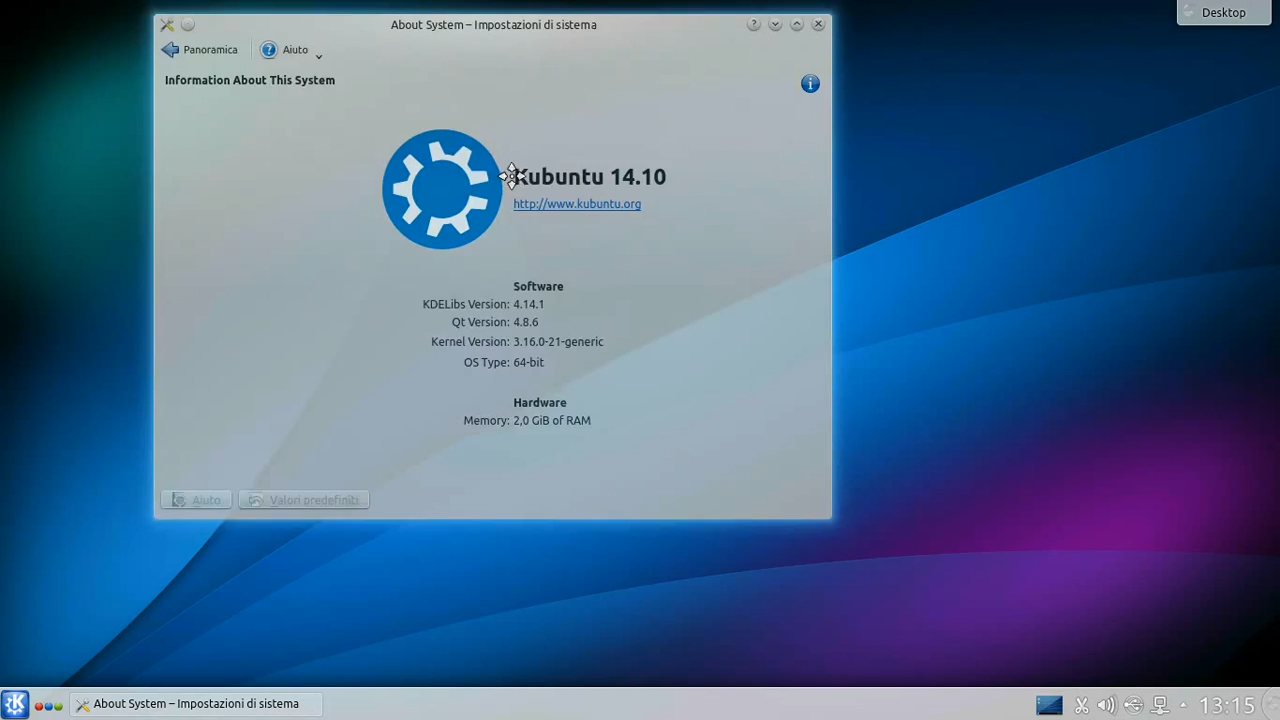 About System – Impostazioni di sistema
Desktop
Panoramica
Aiuto
Information About This System
Kubuntu 14.10
http://www.kubuntu.org
Software
KDELibs Version: 4.14.1
Qt Version: 4.8.6
Kernel Version: 3.16.0-21-generic
OS Type: 64-bit
Hardware
Memory: 2,0 GiB of RAM
Aiuto
Valori predefiniti
About System – Impostazioni di sistema
13:15